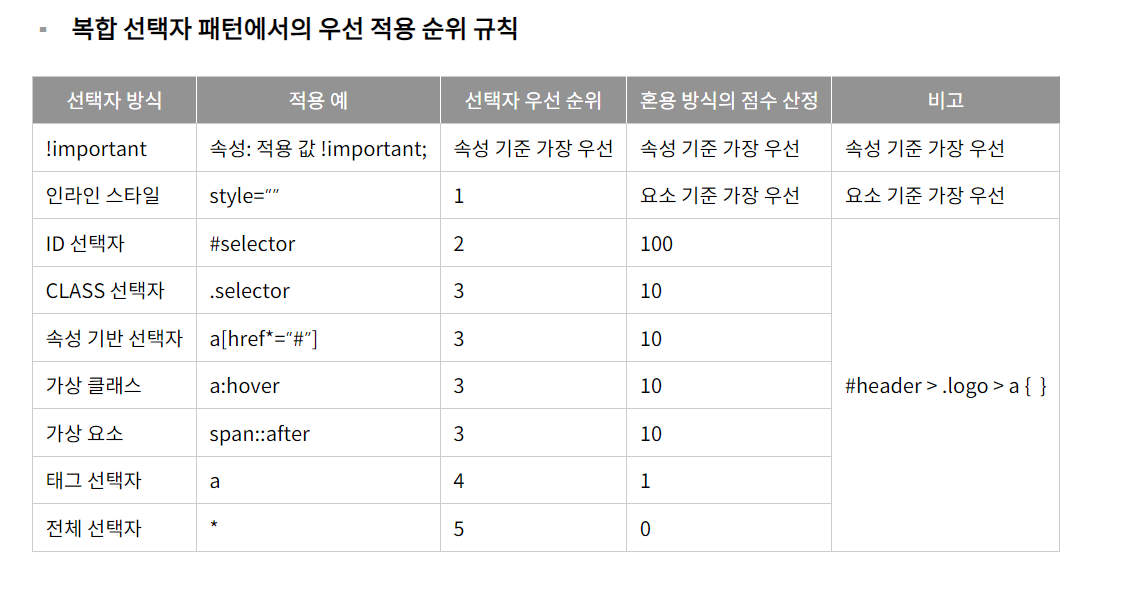 ▪ 복합 선택자 패턴에서의 우선 적용 순위 규칙
선택자 방식 적용 예 선택자 우선 순위 혼용 방식의 점수 산정 비고
!important 속성: 적용 값 !important; 속성 기준 가장 우선 속성 기준 가장 우선 속성 기준 가장 우선
인라인 스타일 style="" 1 요소 기준 가장 우선 요소 기준 가장 우선
ID 선택자 #selector 2 100
CLASS 선택자 .selector 3 10
속성 기반 선택자 a[href*="#"] 3 10
가상 클래스 a:hover 3 10 #header > .logo > a { }
가상 요소 span::after 3 10
태그 선택자 a 4 1
전체 선택자 * 5 0